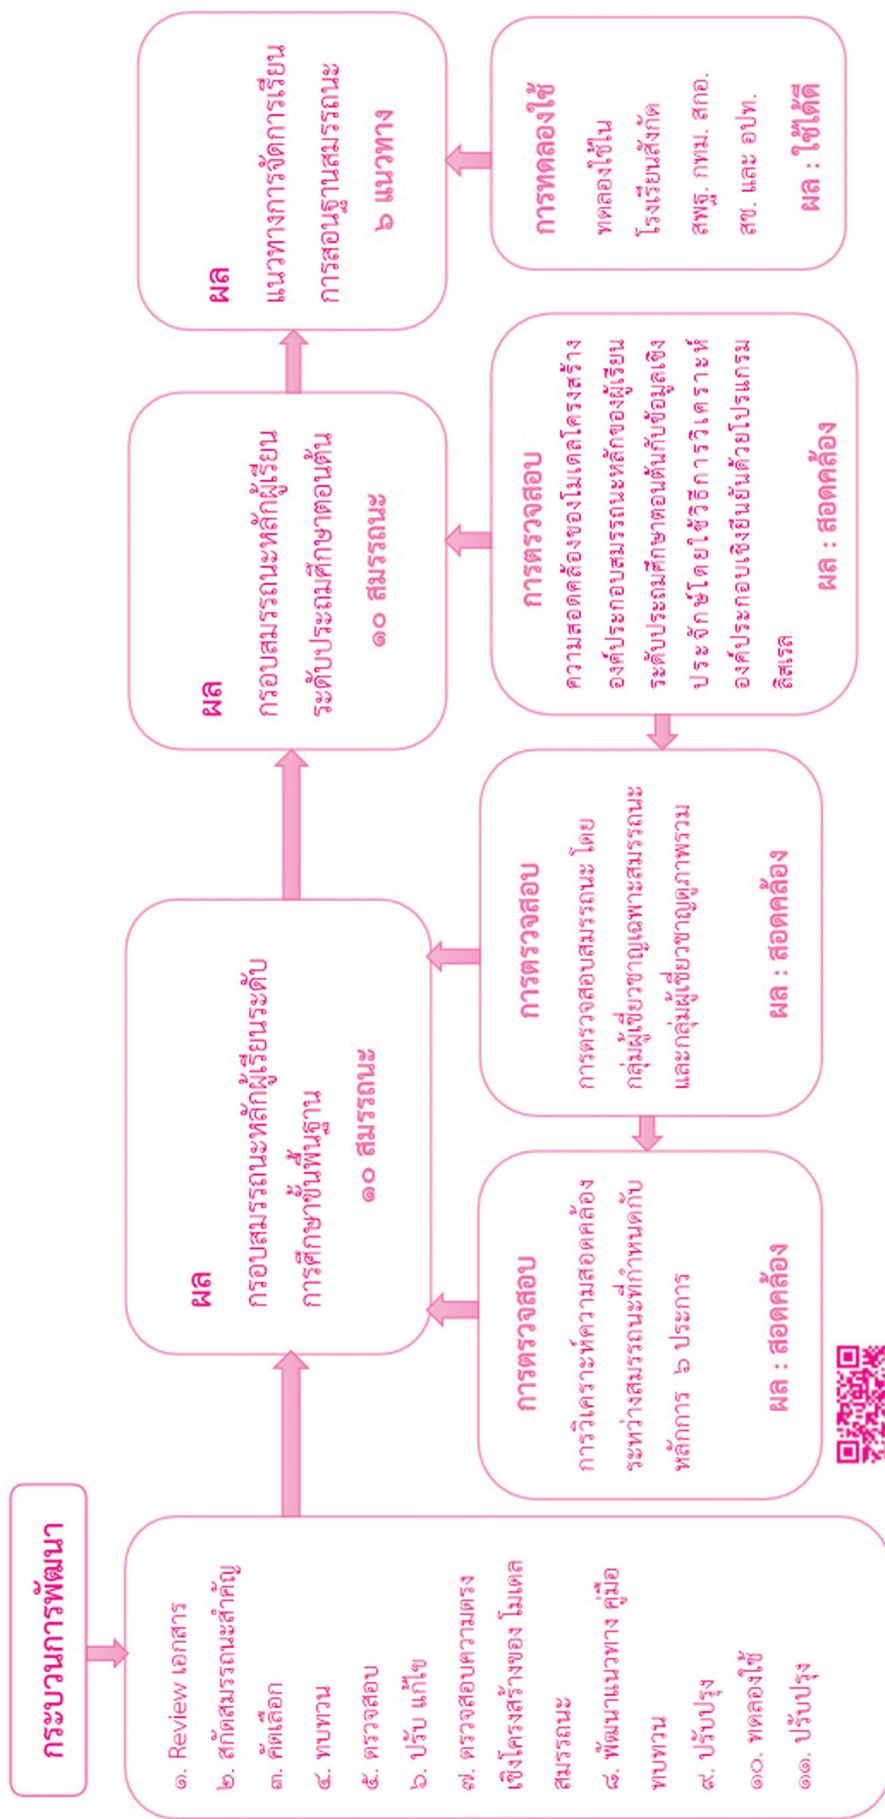 กระบวนการพัฒนา
๑. Review เอกสาร
๒. สกัดสมรรถนะสำคัญ
๓. คัดเลือก
๔. ทบทวน
๕. ตรวจสอบ
๖. ปรับ แก้ไข
๗. ตรวจสอบความตรง
เชิงโครงสร้างของ โมเดล
สมรรถนะ
๘. พัฒนาแนวทาง คู่มือ
ทบทวน
๙. ปรับปรุง
๑๐. ทดลองใช้
๑๑. ปรับปรุง
ผล
กรอบสมรรถนะหลักผู้เรียนระดับ
การศึกษาขั้นพื้นฐาน
๑๐ สมรรถนะ
ผล
กรอบสมรรถนะหลักผู้เรียน
ระดับประถมศึกษาตอนต้น
๑๐ สมรรถนะ
ผล
แนวทางการจัดการเรียน
การสอนฐานสมรรถนะ
๖ แนวทาง
การตรวจสอบ
การวิเคราะห์ความสอดคล้อง
ระหว่างสมรรถนะที่กำหนดกับ
หลักการ ๖ ประการ
ผล : สอดคล้อง
การตรวจสอบ
การตรวจสอบสมรรถนะ โดย
กลุ่มผู้เชี่ยวชาญเฉพาะสมรรถนะ
และกลุ่มผู้เชี่ยวชาญดูภาพรวม
ผล : สอดคล้อง
การตรวจสอบ
ความสอดคล้องของโมเดลโครงสร้าง
องค์ประกอบสมรรถนะหลักของผู้เรียน
ระดับประถมศึกษาตอนต้นกับข้อมูลเชิง
ประจักษ์โดยใช้วิธีการวิเคราะห์
องค์ประกอบเชิงยืนยันด้วยโปรแกรม
ลิสเรล
ผล : สอดคล้อง
การทดลองใช้
ทดลองใช้ใน
โรงเรียนสังกัด
สพฐ. กทม. สกอ.
สช. และ อปท.
ผล : ใช้ได้ดี